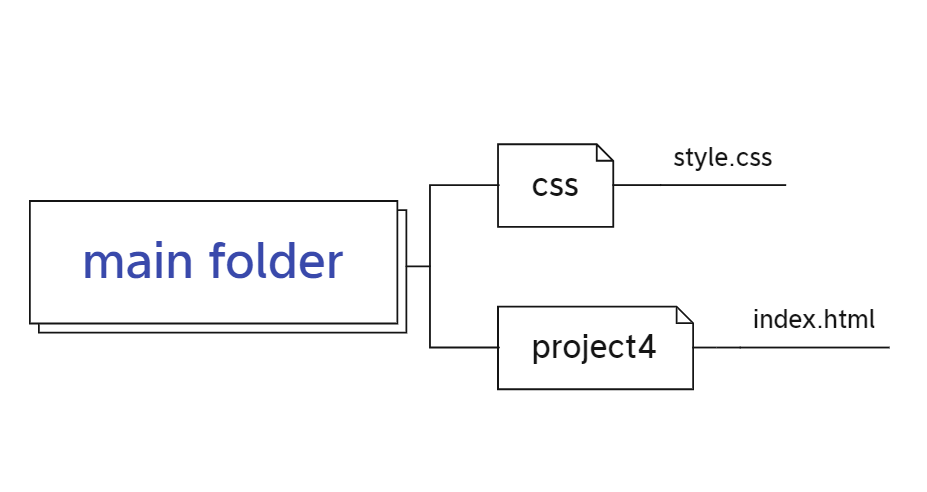 main folder
css
style.css
project4
index.html